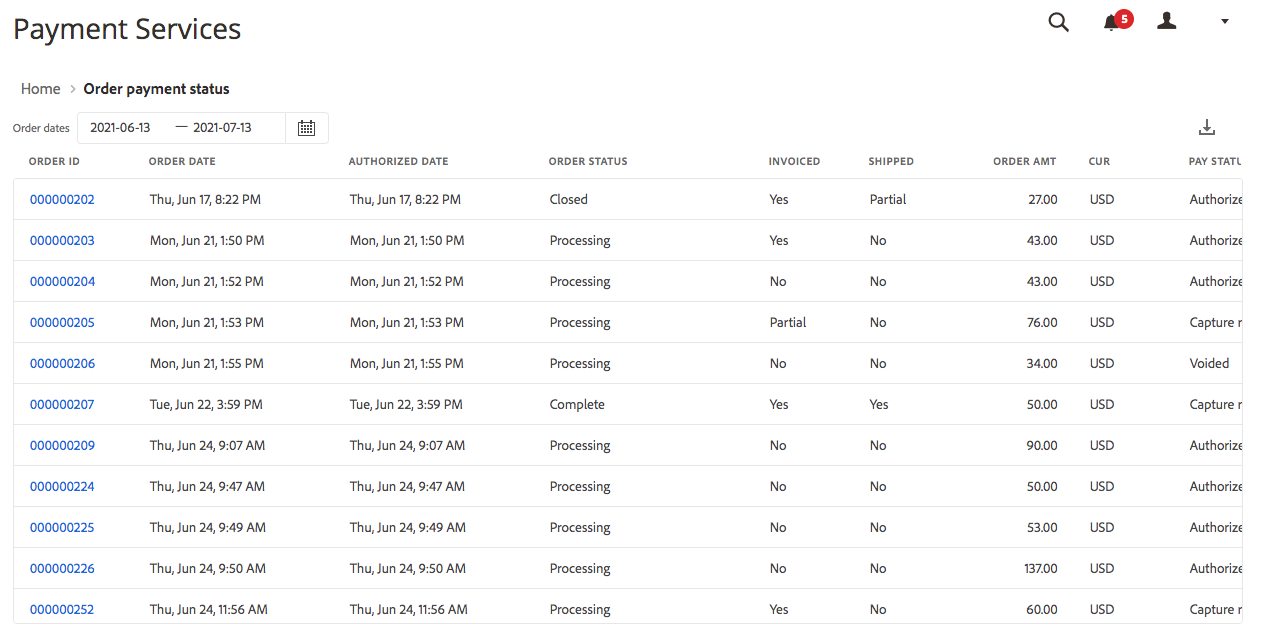 Payment Services
5
Home > Order payment status
Order dates 2021-06-13 — 2021-07-13
ORDER ID ORDER DATE AUTHORIZED DATE ORDER STATUS INVOICED SHIPPED ORDER AMT CUR PAY STATU
000000202 Thu, Jun 17, 8:22 PM Thu, Jun 17, 8:22 PM Closed Yes Partial 27.00 USD Authorize
000000203 Mon, Jun 21, 1:50 PM Mon, Jun 21, 1:50 PM Processing Yes No 43.00 USD Authorize
000000204 Mon, Jun 21, 1:52 PM Mon, Jun 21, 1:52 PM Processing No No 43.00 USD Authorize
000000205 Mon, Jun 21, 1:53 PM Mon, Jun 21, 1:53 PM Processing Partial No 76.00 USD Capture r
000000206 Mon, Jun 21, 1:55 PM Mon, Jun 21, 1:55 PM Processing No No 34.00 USD Voided
000000207 Tue, Jun 22, 3:59 PM Tue, Jun 22, 3:59 PM Complete Yes Yes 50.00 USD Capture r
000000209 Thu, Jun 24, 9:07 AM Thu, Jun 24, 9:07 AM Processing No No 90.00 USD Authorize
000000224 Thu, Jun 24, 9:47 AM Thu, Jun 24, 9:47 AM Processing No No 50.00 USD Authorize
000000225 Thu, Jun 24, 9:49 AM Thu, Jun 24, 9:49 AM Processing No No 53.00 USD Authorize
000000226 Thu, Jun 24, 9:50 AM Thu, Jun 24, 9:50 AM Processing No No 137.00 USD Authorize
000000252 Thu, Jun 24, 11:56 AM Thu, Jun 24, 11:56 AM Processing Yes No 60.00 USD Capture r